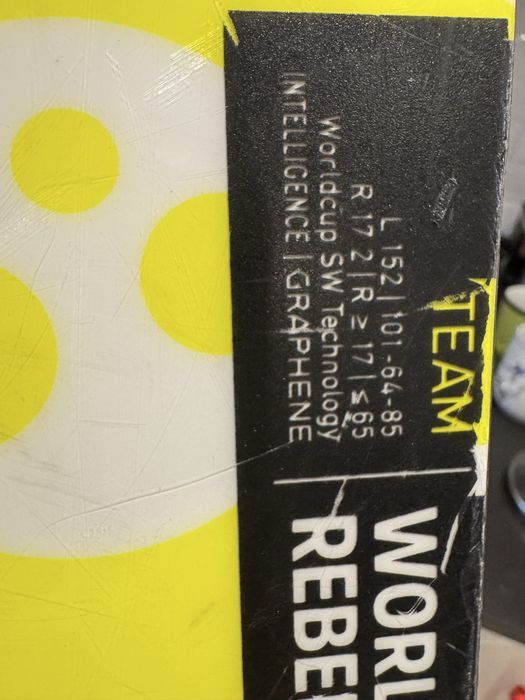 TEAM
L 152 | 101-64-85
R 17 2 | R ≥ 17 | ≤ 65
Worldcup SW Technology
INTELLIGENCE | GRAPHENE
WORL
REBE